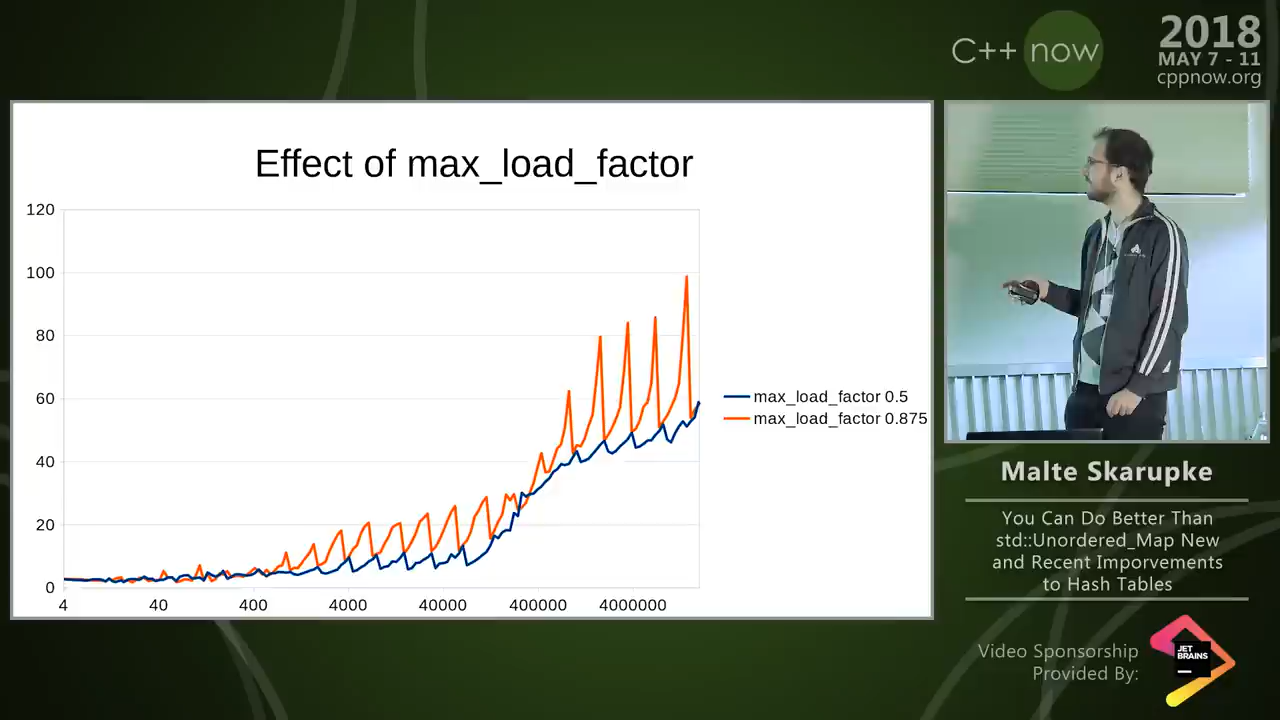 C++ now
2018
MAY 7 - 11
cppnow.org
Effect of max_load_factor
120
100
80
60
40
20
0
4 40 400 4000 40000 400000 4000000
max_load_factor 0.5
max_load_factor 0.875
Malte Skarupke
You Can Do Better Than
std::Unordered_Map New
and Recent Imporvements
to Hash Tables
Video Sponsorship
Provided By:
JET
BRAINS